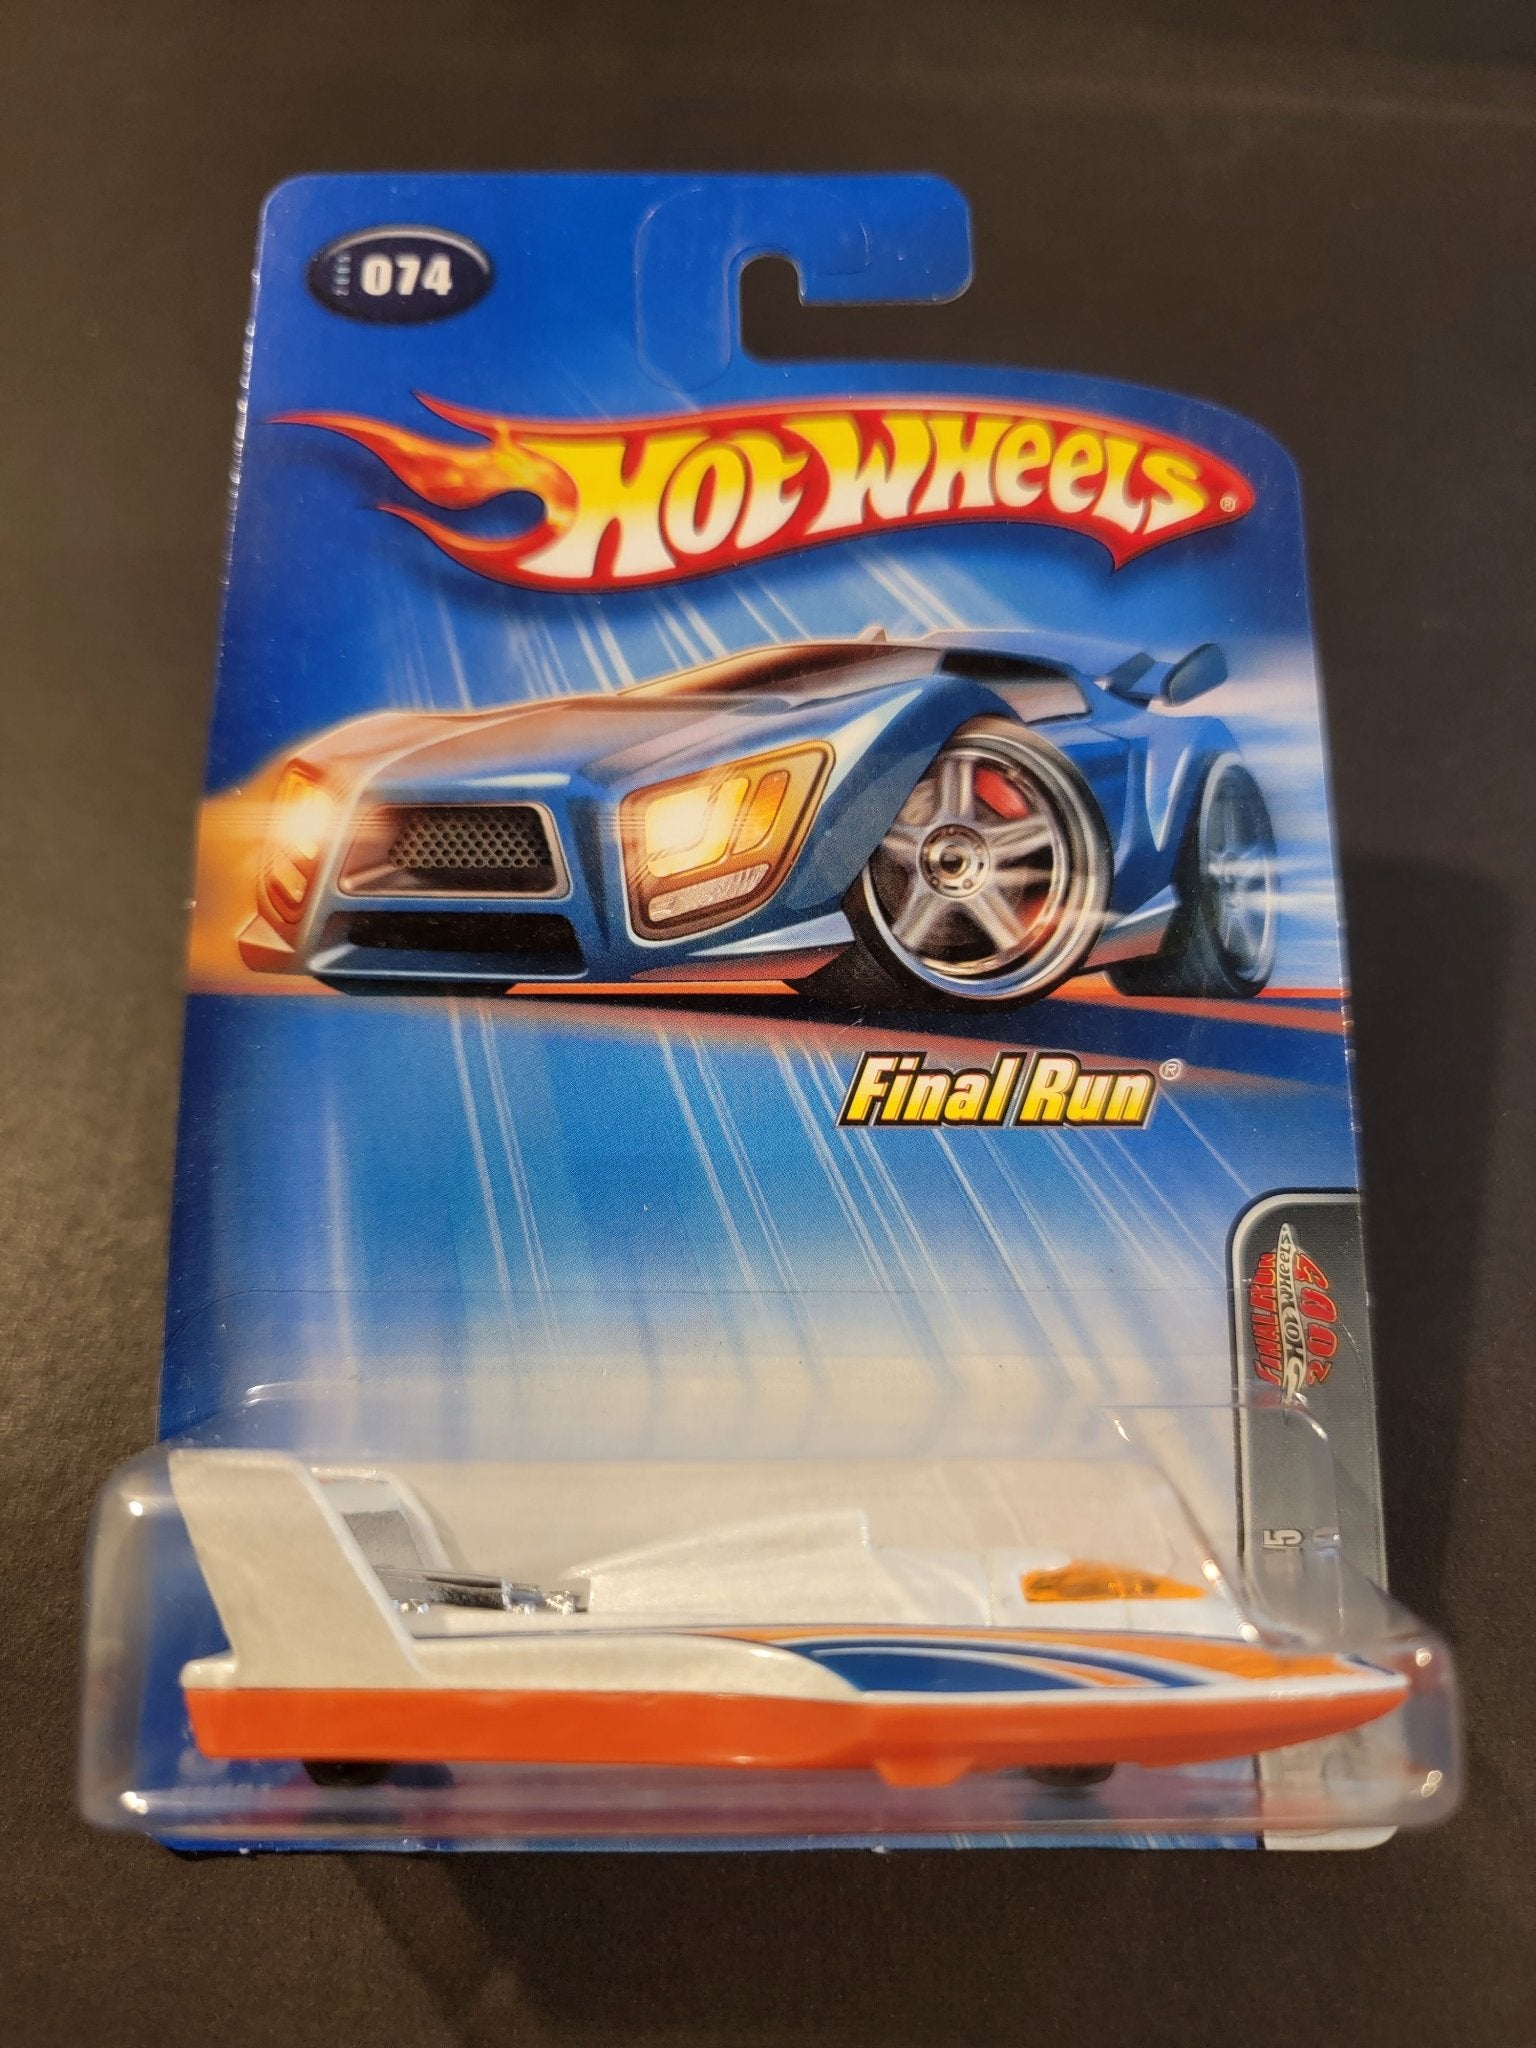 2005 074
HOT WHEELS®
Final Run®
FINAL RUN
HOT WHEELS
2005
5